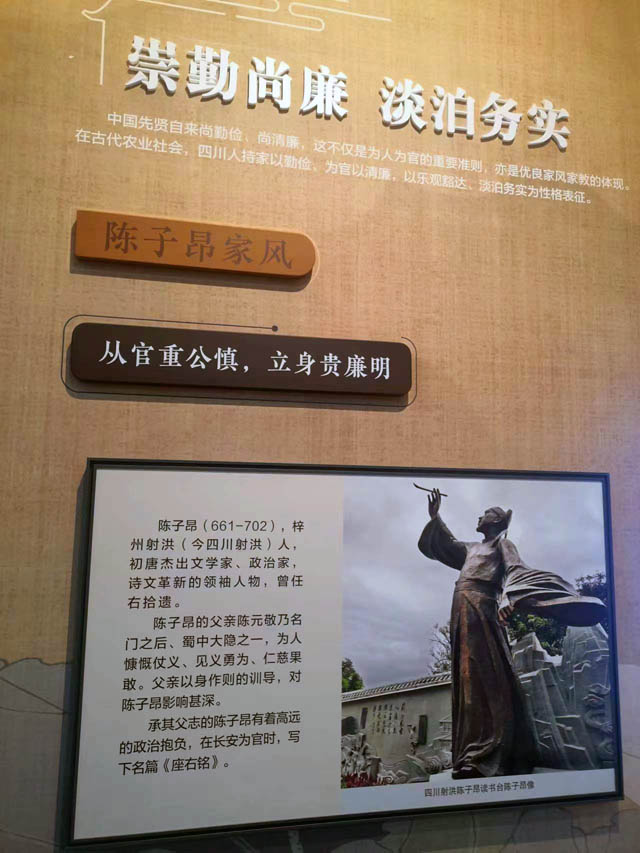 崇勤尚廉 淡泊务实
中国先贤自来尚勤俭、尚清廉，这不仅是为人为官的重要准则，亦是优良家风家教的体现。
在古代农业社会，四川人持家以勤俭、为官以清廉，以乐观豁达、淡泊务实为性格表征。
陈子昂家风
从官重公慎，立身贵廉明
陈子昂（661-702），梓
州射洪（今四川射洪）人，
初唐杰出文学家、政治家，
诗文革新的领袖人物，曾任
右拾遗。
陈子昂的父亲陈元敬乃名
门之后、蜀中大隐之一，为人
慷慨仗义、见义勇为、仁慈果
敢。父亲以身作则的训导，对
陈子昂影响甚深。
承其父志的陈子昂有着高远
的政治抱负，在长安为官时，写
下名篇《座右铭》。
四川射洪陈子昂读书台陈子昂像